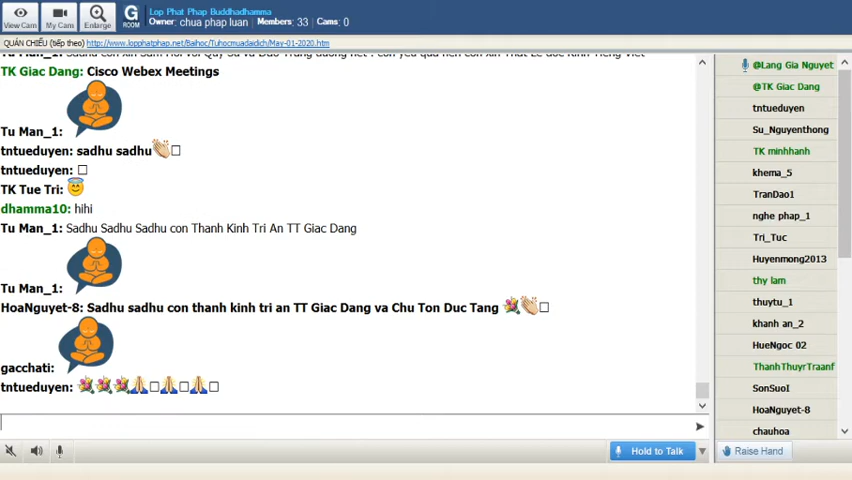 Lop Phat Phap Buddhadhamma
Owner: chua phap luan Members: 33 Cams: 0
View Cam
My Cam
Enlarge
G
ROOM
QUÁN CHIẾU (tiếp theo) http://www.lopphatphap.net/Baihoc/Tuhocmuadaidich/May-01-2020.htm
TK Giac Dang: Cisco Webex Meetings
Tu Man_1:
tntueduyen: sadhu sadhu👏□
tntueduyen: □
TK Tue Tri: 😇
dhamma10: hihi
Tu Man_1: Sadhu Sadhu Sadhu con Thanh Kinh Tri An TT Giac Dang
Tu Man_1:
HoaNguyet-8: Sadhu sadhu con thanh kinh tri an TT Giac Dang va Chu Ton Duc Tang 💐👏□
gacchati:
tntueduyen: 💐💐💐🙏□🙏□🙏□
Hold to Talk
@Lang Gia Nguyet
@TK Giac Dang
tntueduyen
Su_Nguyenthong
TK minhhanh
khema_5
TranDao1
nghe phap_1
Tri_Tuc
Huyenmong2013
thy lam
thuytu_1
khanh an_2
HueNgoc 02
ThanhThuyrTraanf
SonSuoI
HoaNguyet-8
chauhoa
Raise Hand